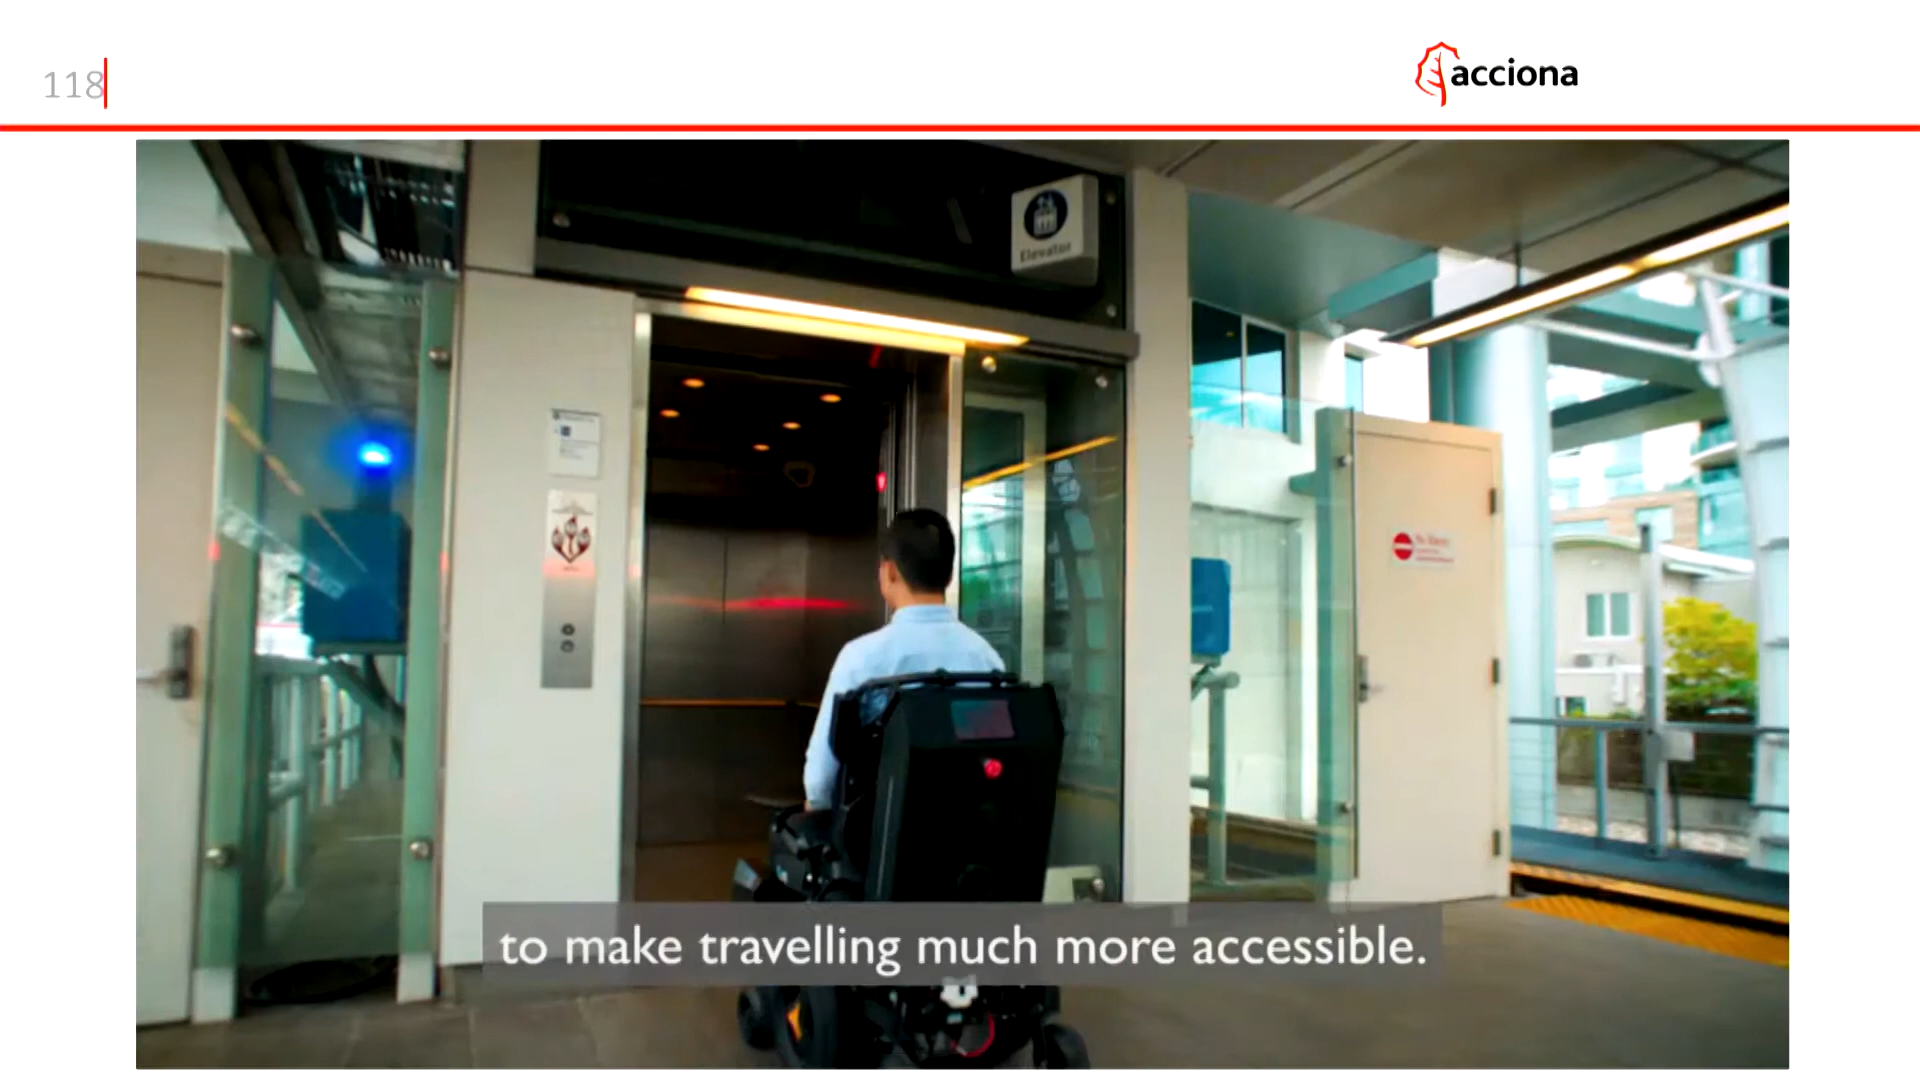 118
acciona
Elevator
to make travelling much more accessible.